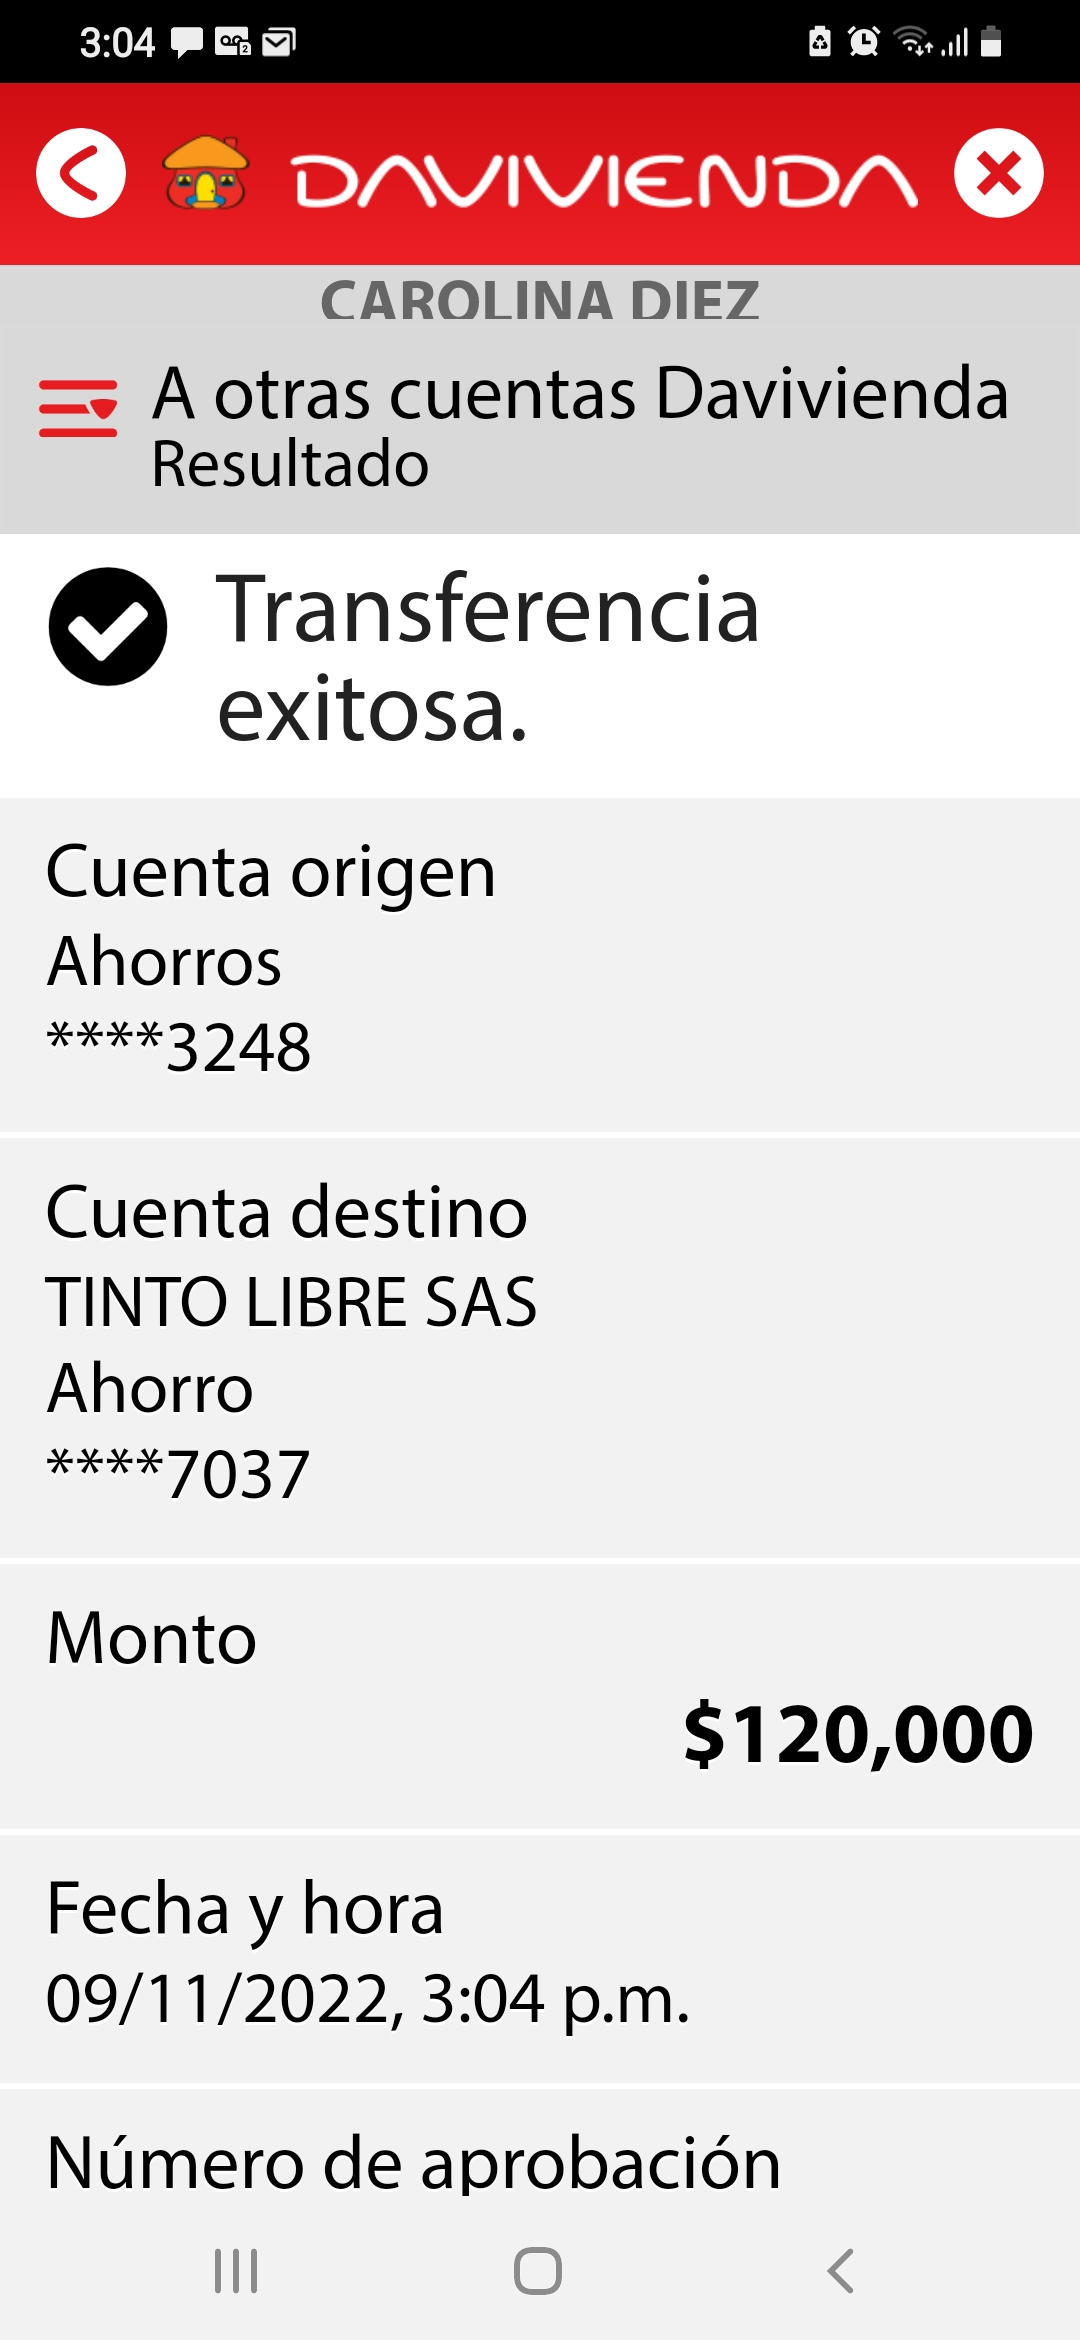 3:04
DAVIVIENDA
CAROLINA DIEZ
A otras cuentas Davivienda
Resultado
Transferencia
exitosa.
Cuenta origen
Ahorros
****3248
Cuenta destino
TINTO LIBRE SAS
Ahorro
****7037
Monto
$120,000
Fecha y hora
09/11/2022, 3:04 p.m.
Número de aprobación